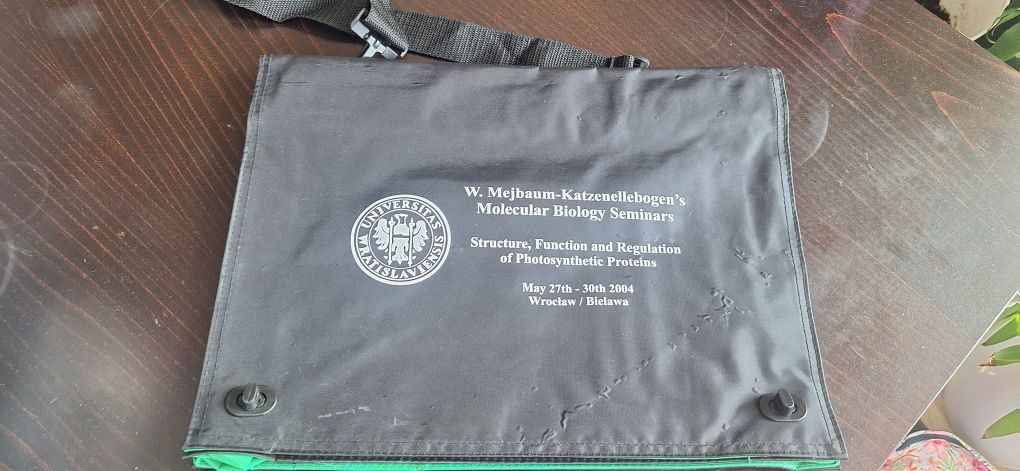 UNIVERSITAS
WRATISLAVIENSIS
W. Mejbaum-Katzenellebogen's
Molecular Biology Seminars
Structure, Function and Regulation
of Photosynthetic Proteins
May 27th - 30th 2004
Wrocław / Bielawa